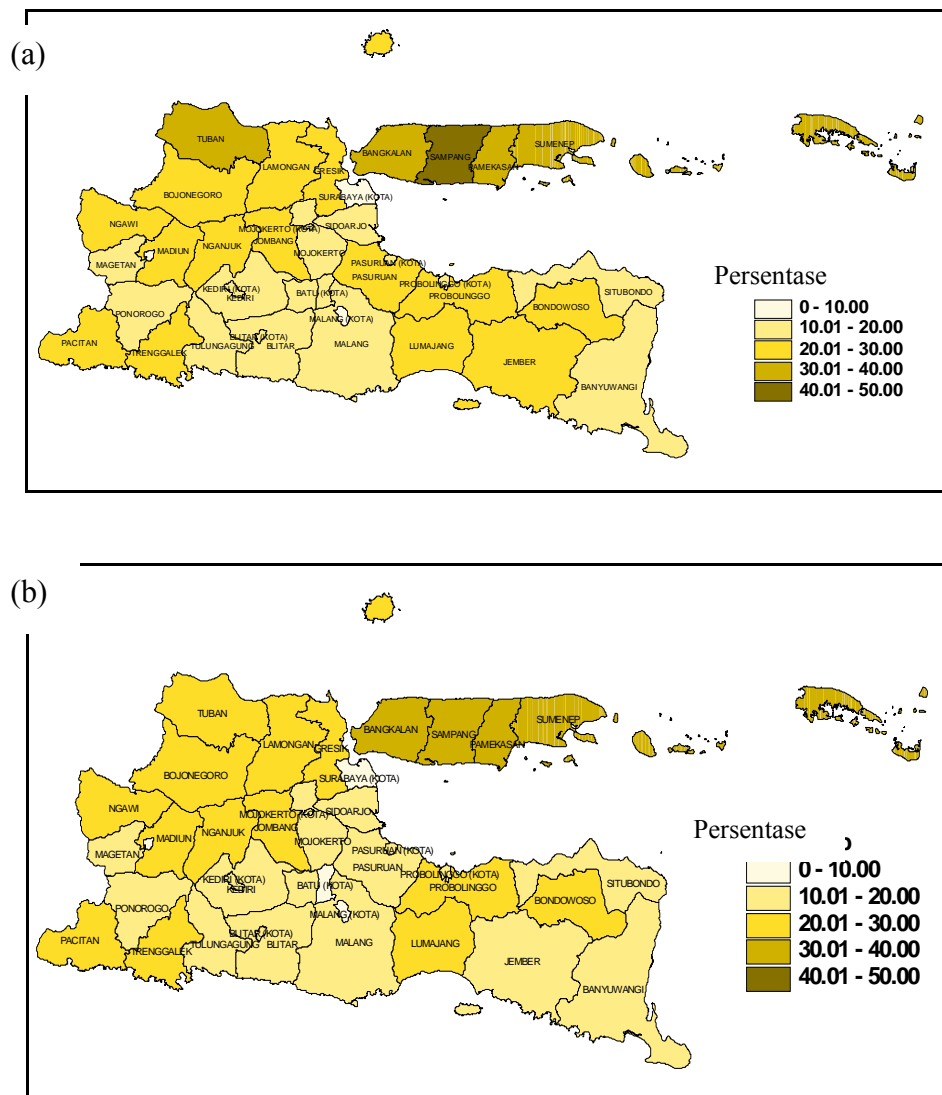 (a)
TUBAN
LAMONGAN
GRESIK
BANGKALAN
SAMPANG
PAMEKASAN
SUMENEP
BOJONEGORO
SURABAYA (KOTA)
NGAWI
MOJOKERTO (KOTA)
SIDOARJO
MADIUN
NGANJUK
JOMBANG
MAGETAN
MOJOKERTO
PASURUAN (KOTA)
PASURUAN
KEDIRI (KOTA)
KEDIRI
BATU (KOTA)
PROBOLINGGO (KOTA)
PROBOLINGGO
SITUBONDO
BONDOWOSO
PONOROGO
MALANG (KOTA)
PACITAN
TRENGGALEK
TULUNGAGUNG
BLITAR (KOTA)
BLITAR
MALANG
LUMAJANG
JEMBER
BANYUWANGI
Persentase
0 - 10.00
10.01 - 20.00
20.01 - 30.00
30.01 - 40.00
40.01 - 50.00
(b)
TUBAN
LAMONGAN
GRESIK
BANGKALAN
SAMPANG
PAMEKASAN
SUMENEP
BOJONEGORO
SURABAYA (KOTA)
NGAWI
MOJOKERTO (KOTA)
SIDOARJO
MADIUN
NGANJUK
JOMBANG
MAGETAN
MOJOKERTO
PASURUAN (KOTA)
PASURUAN
KEDIRI (KOTA)
KEDIRI
BATU (KOTA)
PROBOLINGGO (KOTA)
PROBOLINGGO
SITUBONDO
BONDOWOSO
PONOROGO
MALANG (KOTA)
PACITAN
TRENGGALEK
TULUNGAGUNG
BLITAR (KOTA)
BLITAR
MALANG
LUMAJANG
JEMBER
BANYUWANGI
Persentase
0 - 10.00
10.01 - 20.00
20.01 - 30.00
30.01 - 40.00
40.01 - 50.00